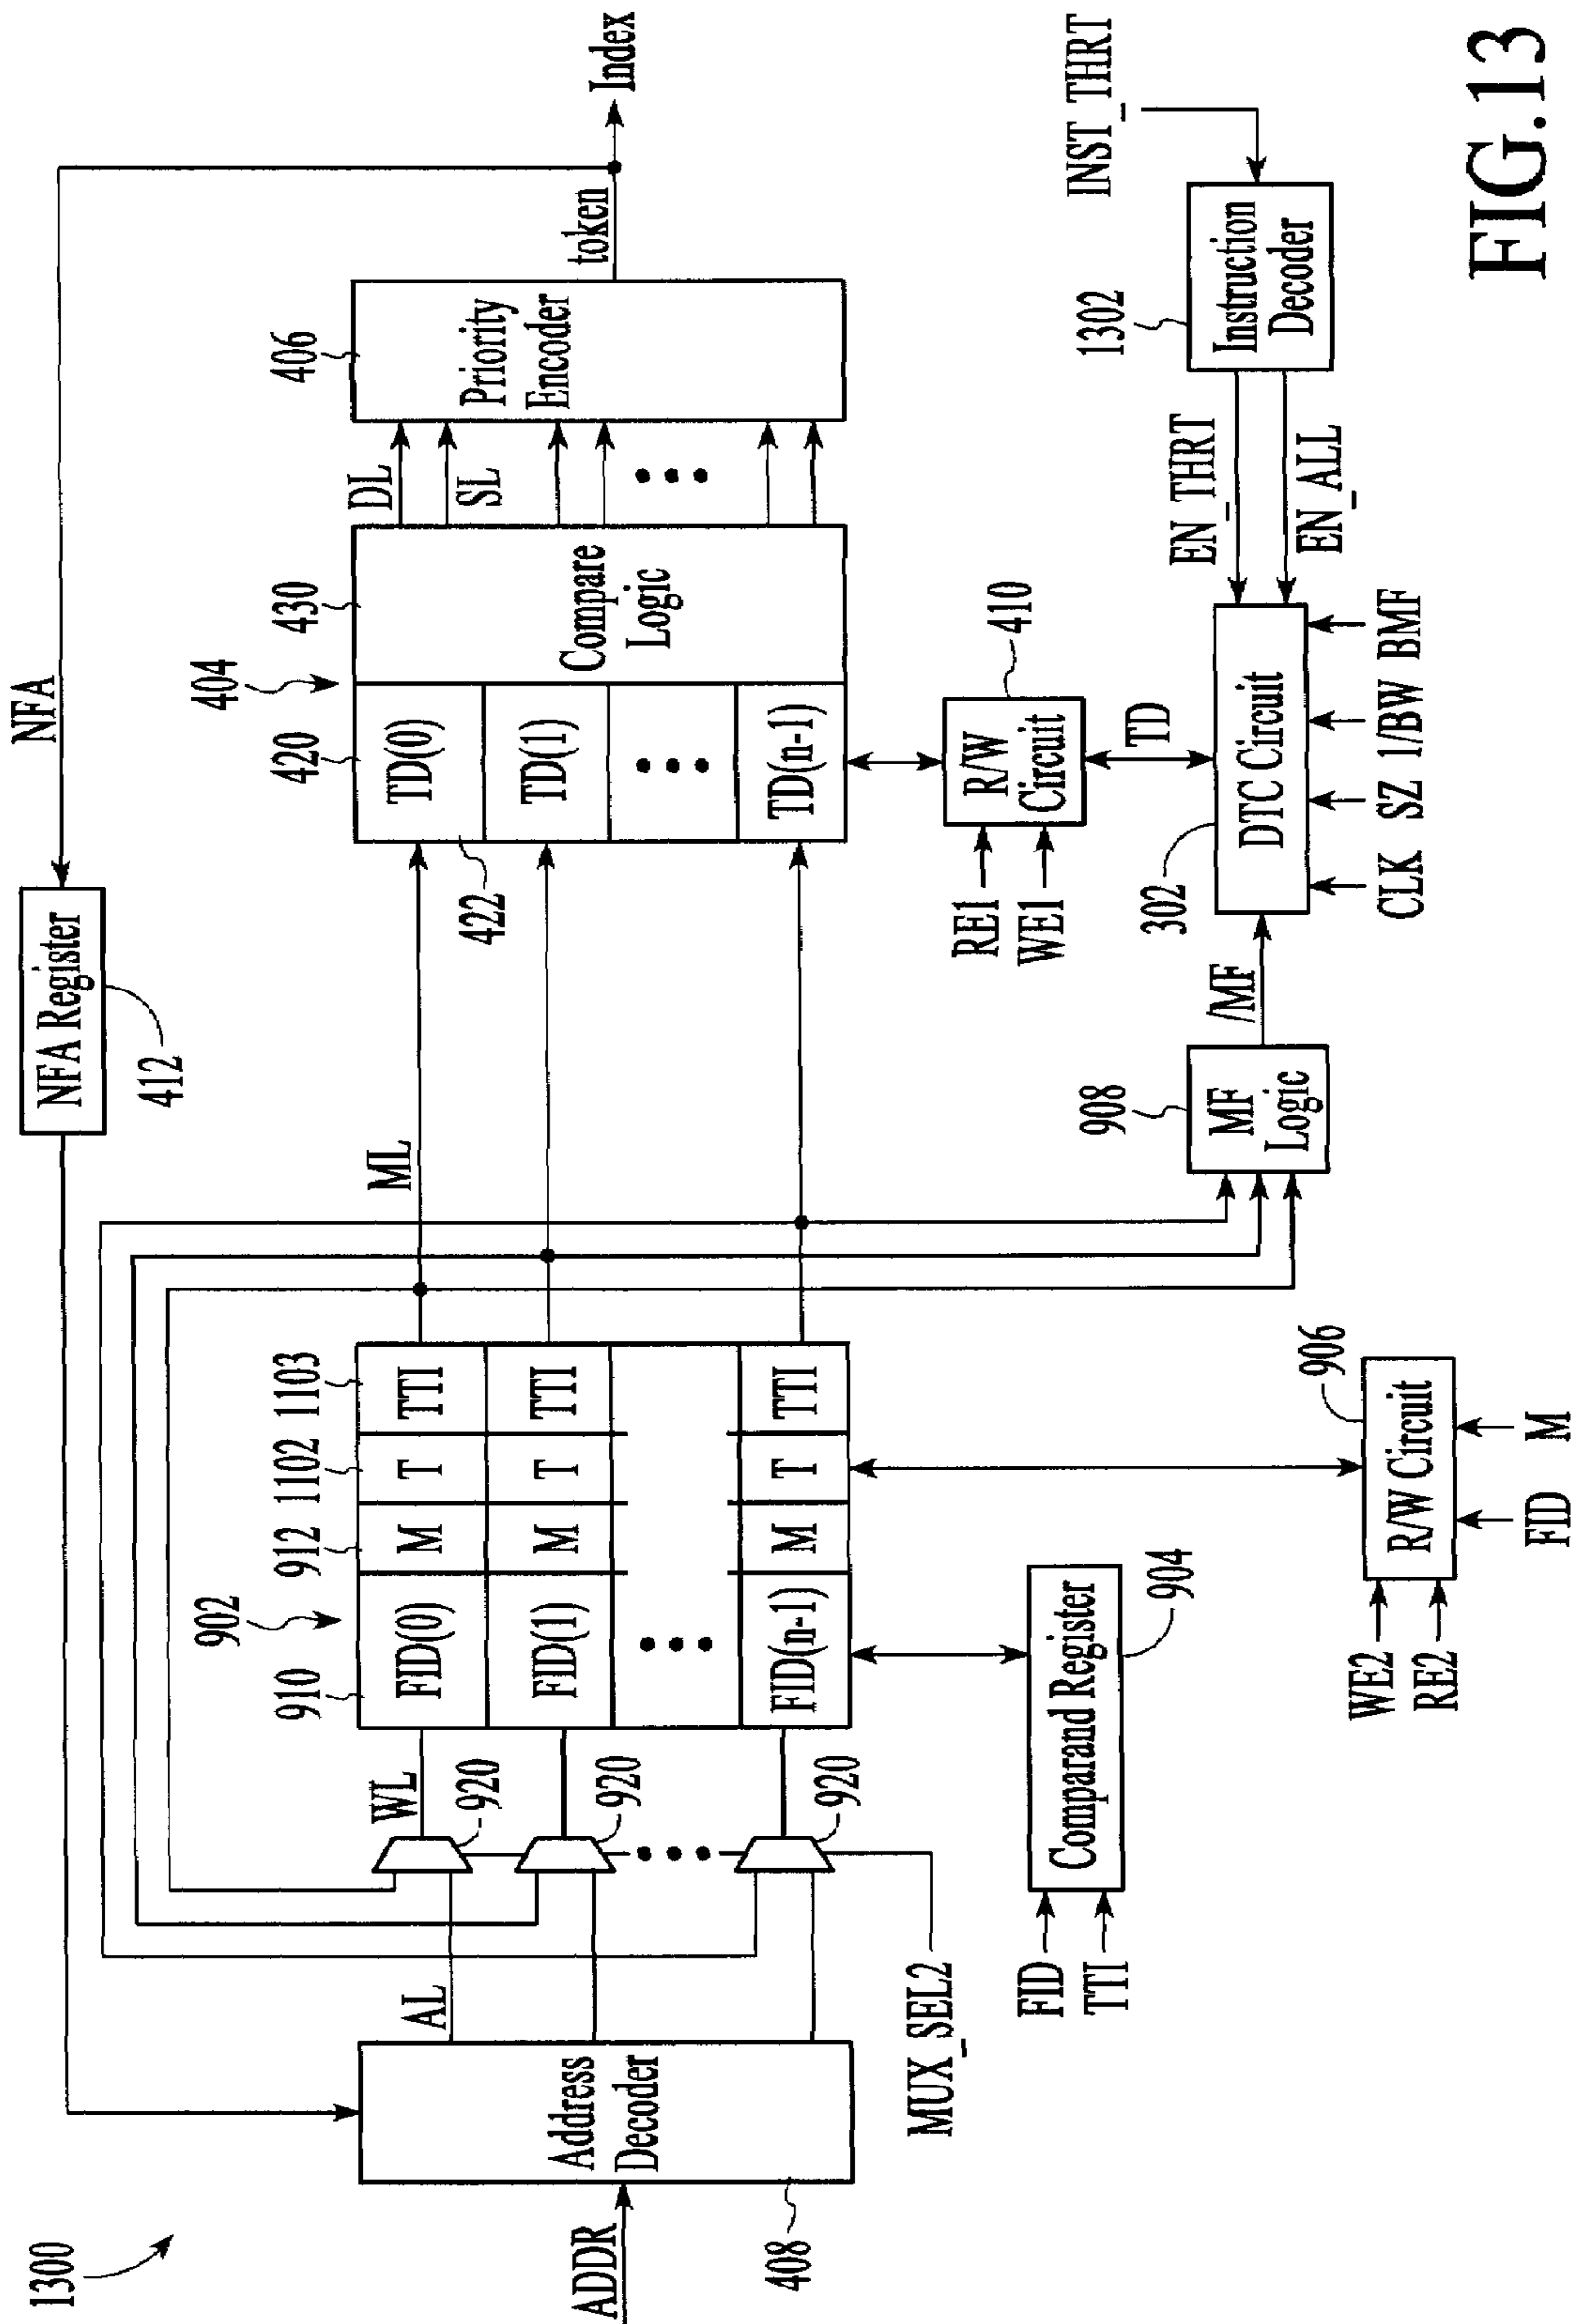 1300
NFA
NFA Register
412
ADDR
Address
Decoder
408
AL
WL
920
920
920
MUX_SEL2
902
910
912
1102
1103
FID(0)
M
T
TTI
FID(1)
M
T
TTI
FID(n-1)
M
T
TTI
ML
404
420
TD(0)
TD(1)
TD(n-1)
422
430
Compare
Logic
DL
SL
406
Priority
Encoder
token
Index
FID
TTI
Comparand Register
904
WE2
RE2
906
R/W Circuit
FID
M
908
MF
Logic
/MF
RE1
WE1
R/W
Circuit
410
TD
302
DTC Circuit
CLK
SZ
1/BW
BMF
EN_THRT
EN_ALL
1302
Instruction
Decoder
INST_THRT
FIG.13